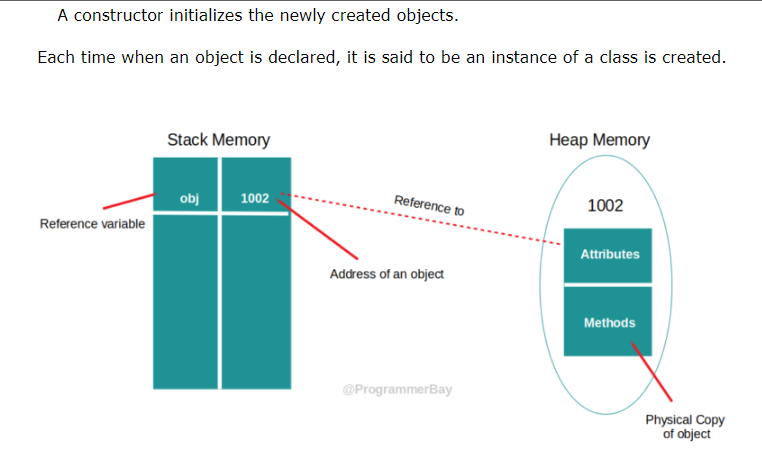 A constructor initializes the newly created objects.
Each time when an object is declared, it is said to be an instance of a class is created.
Stack Memory
Heap Memory
obj
1002
Reference to
1002
Reference variable
Address of an object
Attributes
Methods
@ProgrammerBay
Physical Copy
of object